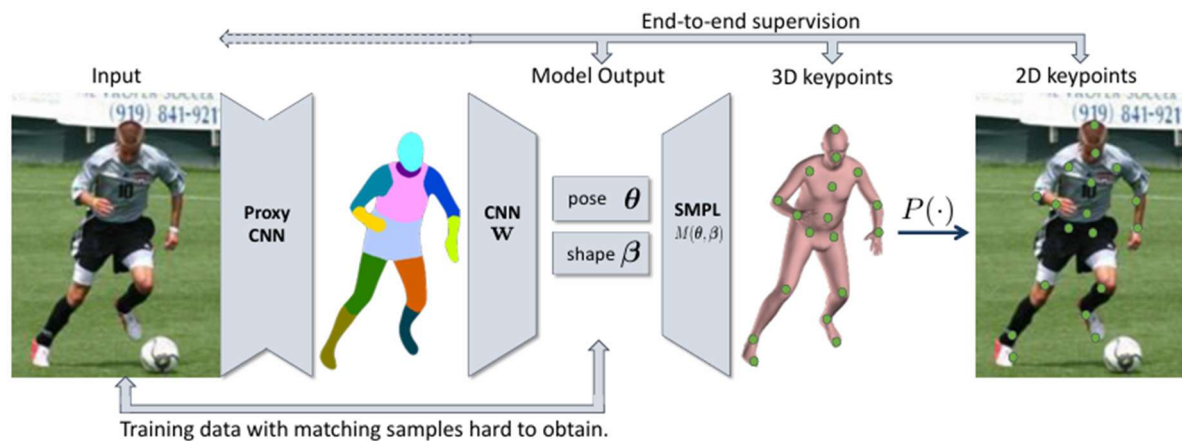 End-to-end supervision
Input
Model Output
3D keypoints
2D keypoints
(919) 841-921
10
(919) 841-921
Proxy
CNN
CNN
W
pose θ
shape β
SMPL
M(θ, β)
P(·)
Training data with matching samples hard to obtain.